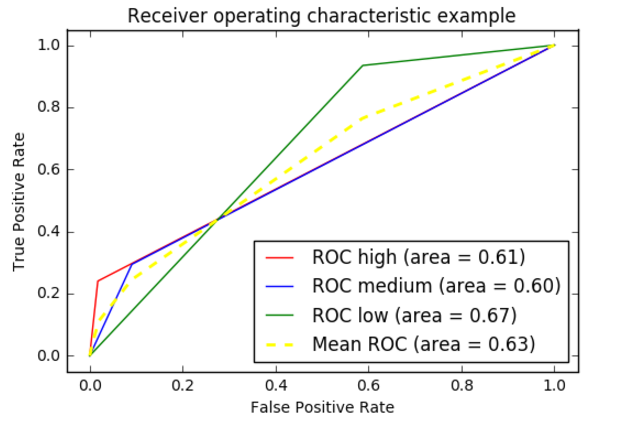 Receiver operating characteristic example
1.0
0.8
0.6
0.4
0.2
0.0
True Positive Rate
ROC high (area = 0.61)
ROC medium (area = 0.60)
ROC low (area = 0.67)
Mean ROC (area = 0.63)
0.0 0.2 0.4 0.6 0.8 1.0
False Positive Rate